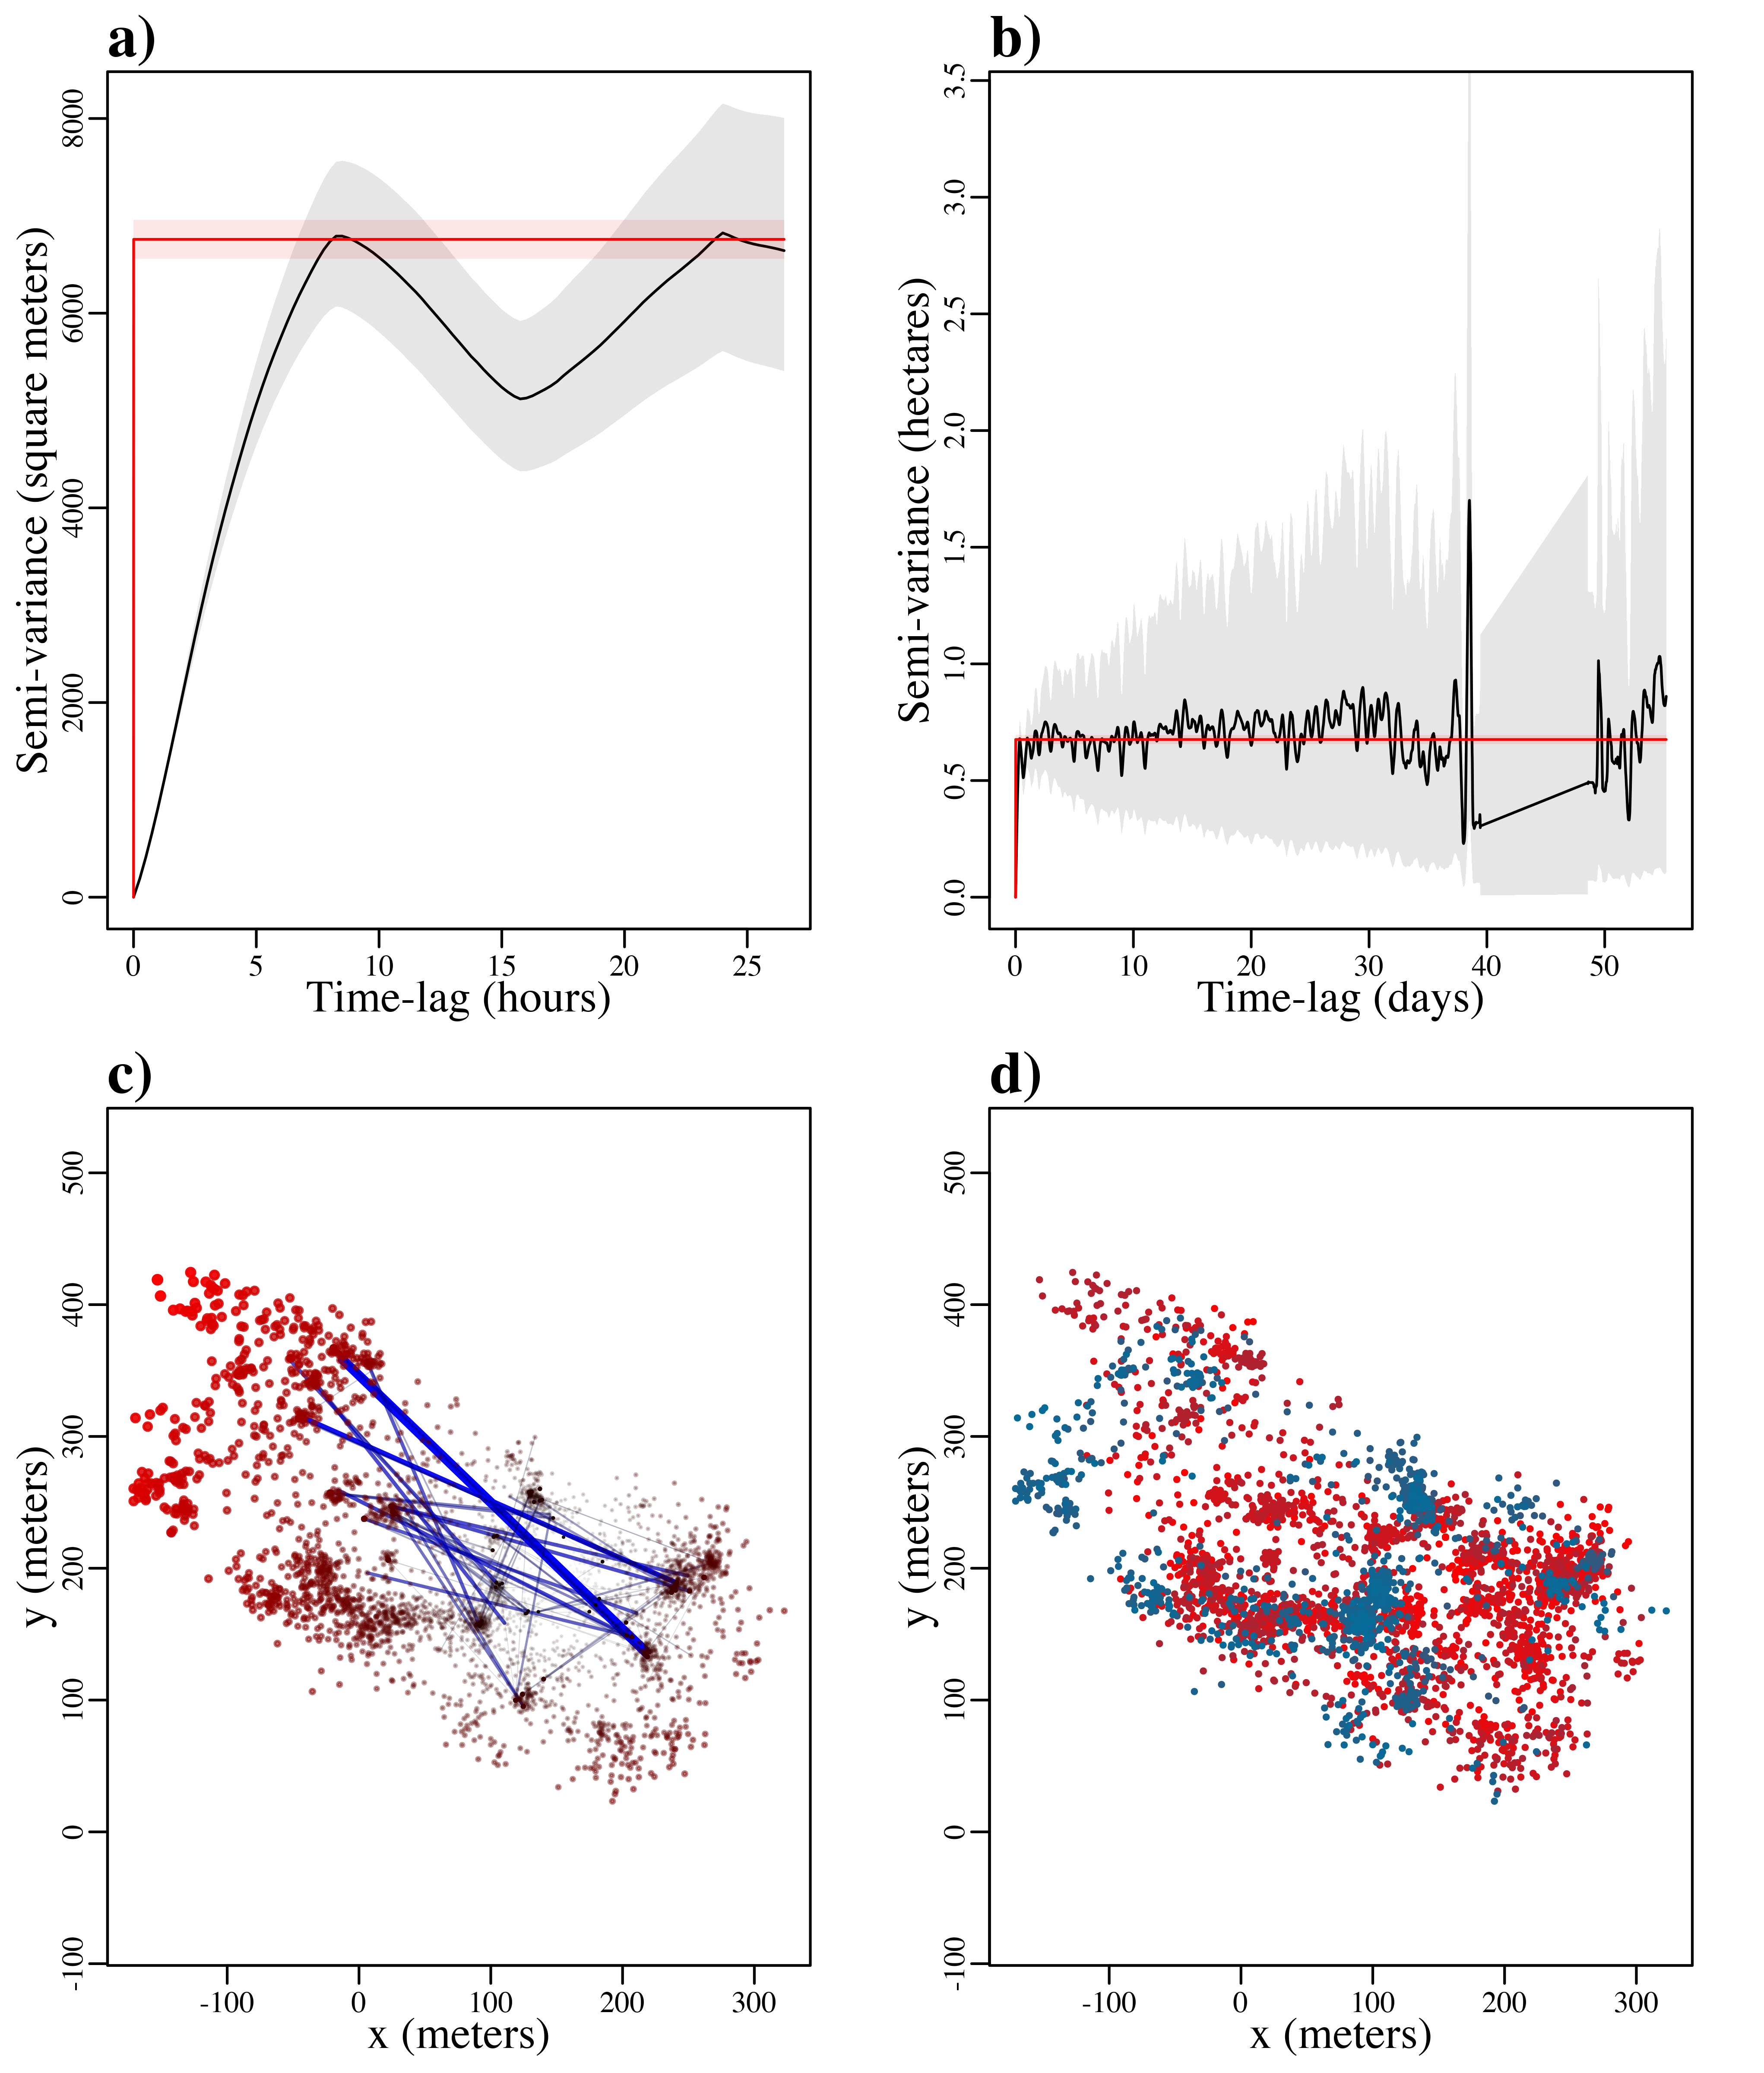 a)
Semi-variance (square meters)
8000
6000
4000
2000
0
0 5 10 15 20 25
Time-lag (hours)
b)
Semi-variance (hectares)
3.5
3.0
2.5
2.0
1.5
1.0
0.5
0.0
0 10 20 30 40 50
Time-lag (days)
c)
y (meters)
500
400
300
200
100
0
-100
-100 0 100 200 300
x (meters)
d)
y (meters)
500
400
300
200
100
0
-100
-100 0 100 200 300
x (meters)